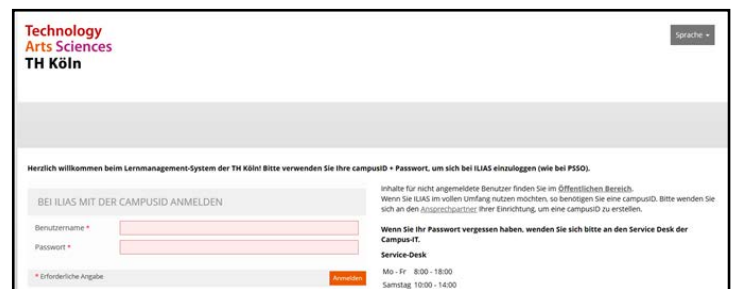 Technology
Arts Sciences
TH Köln
Sprache
Herzlich willkommen beim Lernmanagement-System der TH Köln! Bitte verwenden Sie Ihre campusID + Passwort, um sich bei ILIAS einzuloggen (wie bei PSSO).
BEI ILIAS MIT DER CAMPUSID ANMELDEN
Benutzername *
Passwort *
* Erforderliche Angabe
Anmelden
Inhalte für nicht angemeldete Benutzer finden Sie im Öffentlichen Bereich.
Wenn Sie ILIAS im vollen Umfang nutzen möchten, so benötigen Sie eine campusID. Bitte wenden Sie
sich an den Ansprechpartner Ihrer Einrichtung, um eine campusID zu erstellen.
Wenn Sie Ihr Passwort vergessen haben, wenden Sie sich bitte an den Service Desk der
Campus-IT.
Service-Desk
Mo - Fr 8:00 - 18:00
Samstag 10:00 - 14:00